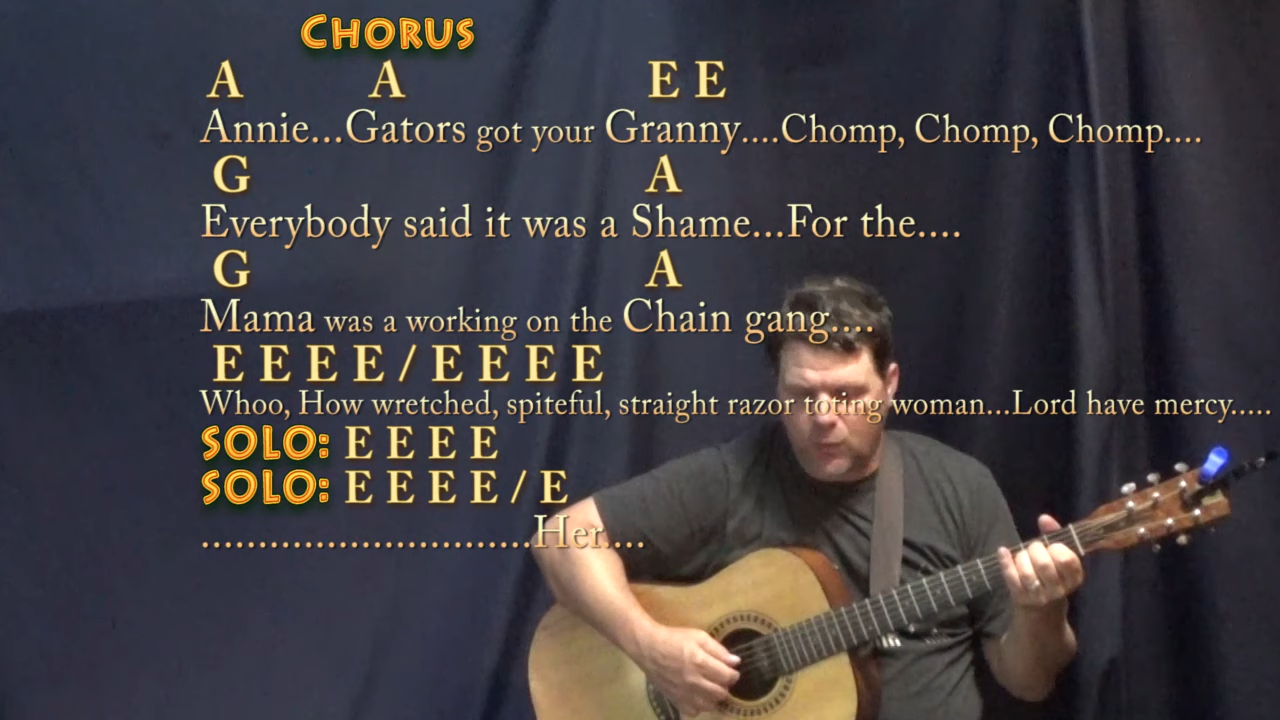 CHORUS
A A E E
Annie...Gators got your Granny....Chomp, Chomp, Chomp....
G A
Everybody said it was a Shame...For the....
G A
Mama was a working on the Chain gang....
E E E E / E E E E
Whoo, How wretched, spiteful, straight razor toting woman...Lord have mercy.....
SOLO: E E E E
SOLO: E E E E / E
.............................Her....